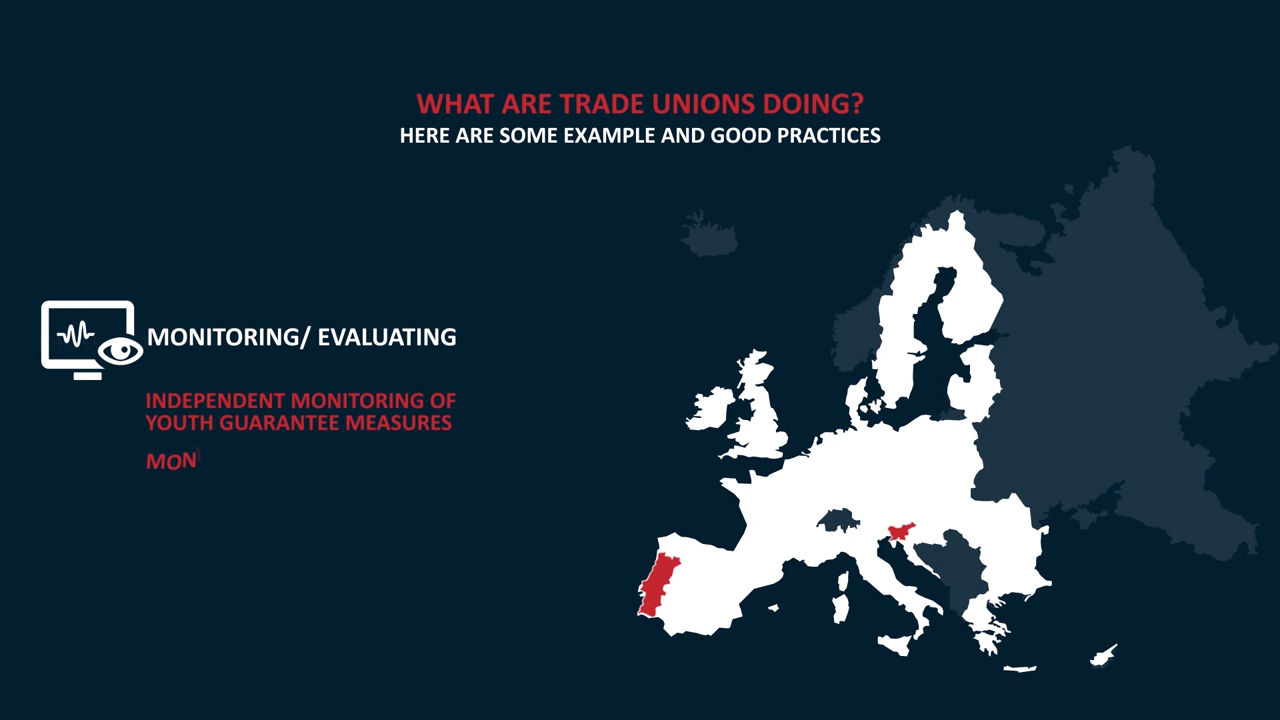 WHAT ARE TRADE UNIONS DOING?
HERE ARE SOME EXAMPLE AND GOOD PRACTICES
MONITORING/ EVALUATING
INDEPENDENT MONITORING OF
YOUTH GUARANTEE MEASURES
MON